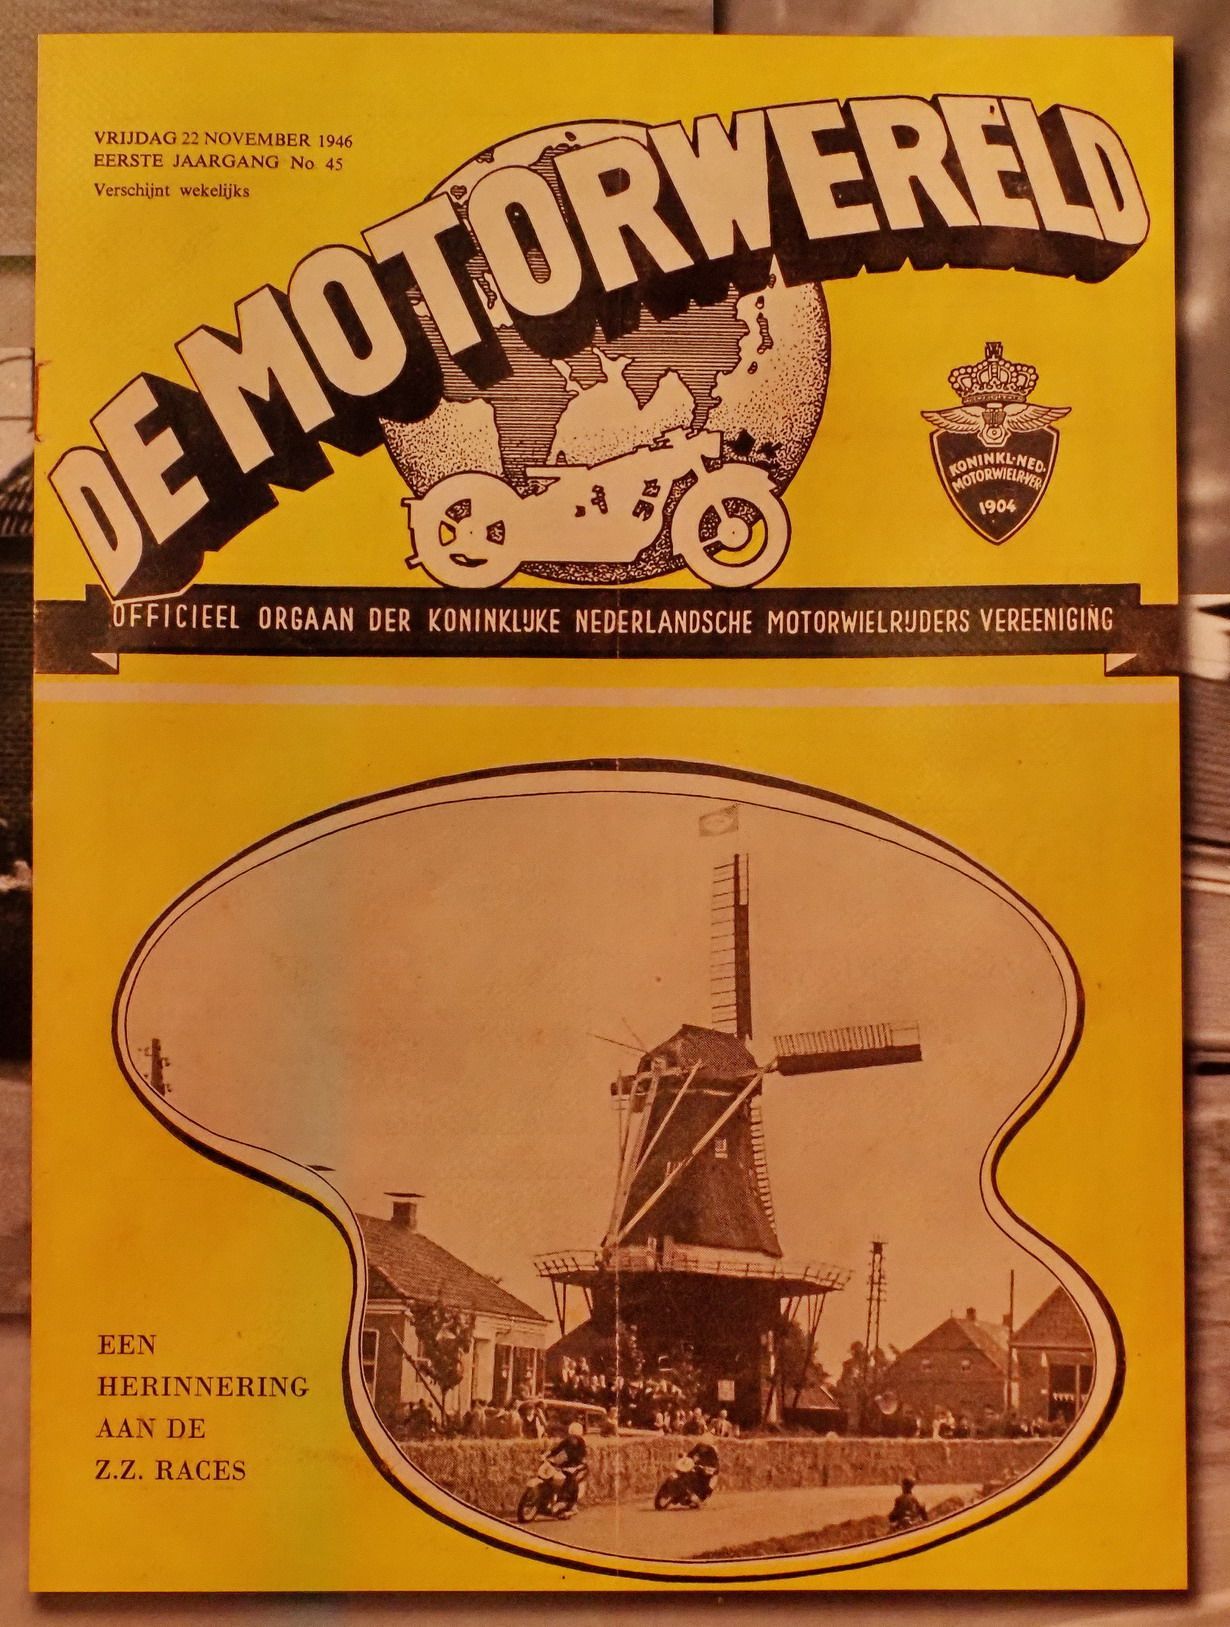 VRIJDAG 22 NOVEMBER 1946
EERSTE JAARGANG No. 45
Verschijnt wekelijks
DE MOTORWERELD
KONINKL·NED·
MOTORWIELR·VER·
1904
OFFICIEEL ORGAAN DER KONINKLIJKE NEDERLANDSCHE MOTORWIELRIJDERS VEREENIGING
EEN
HERINNERING
AAN DE
Z.Z. RACES